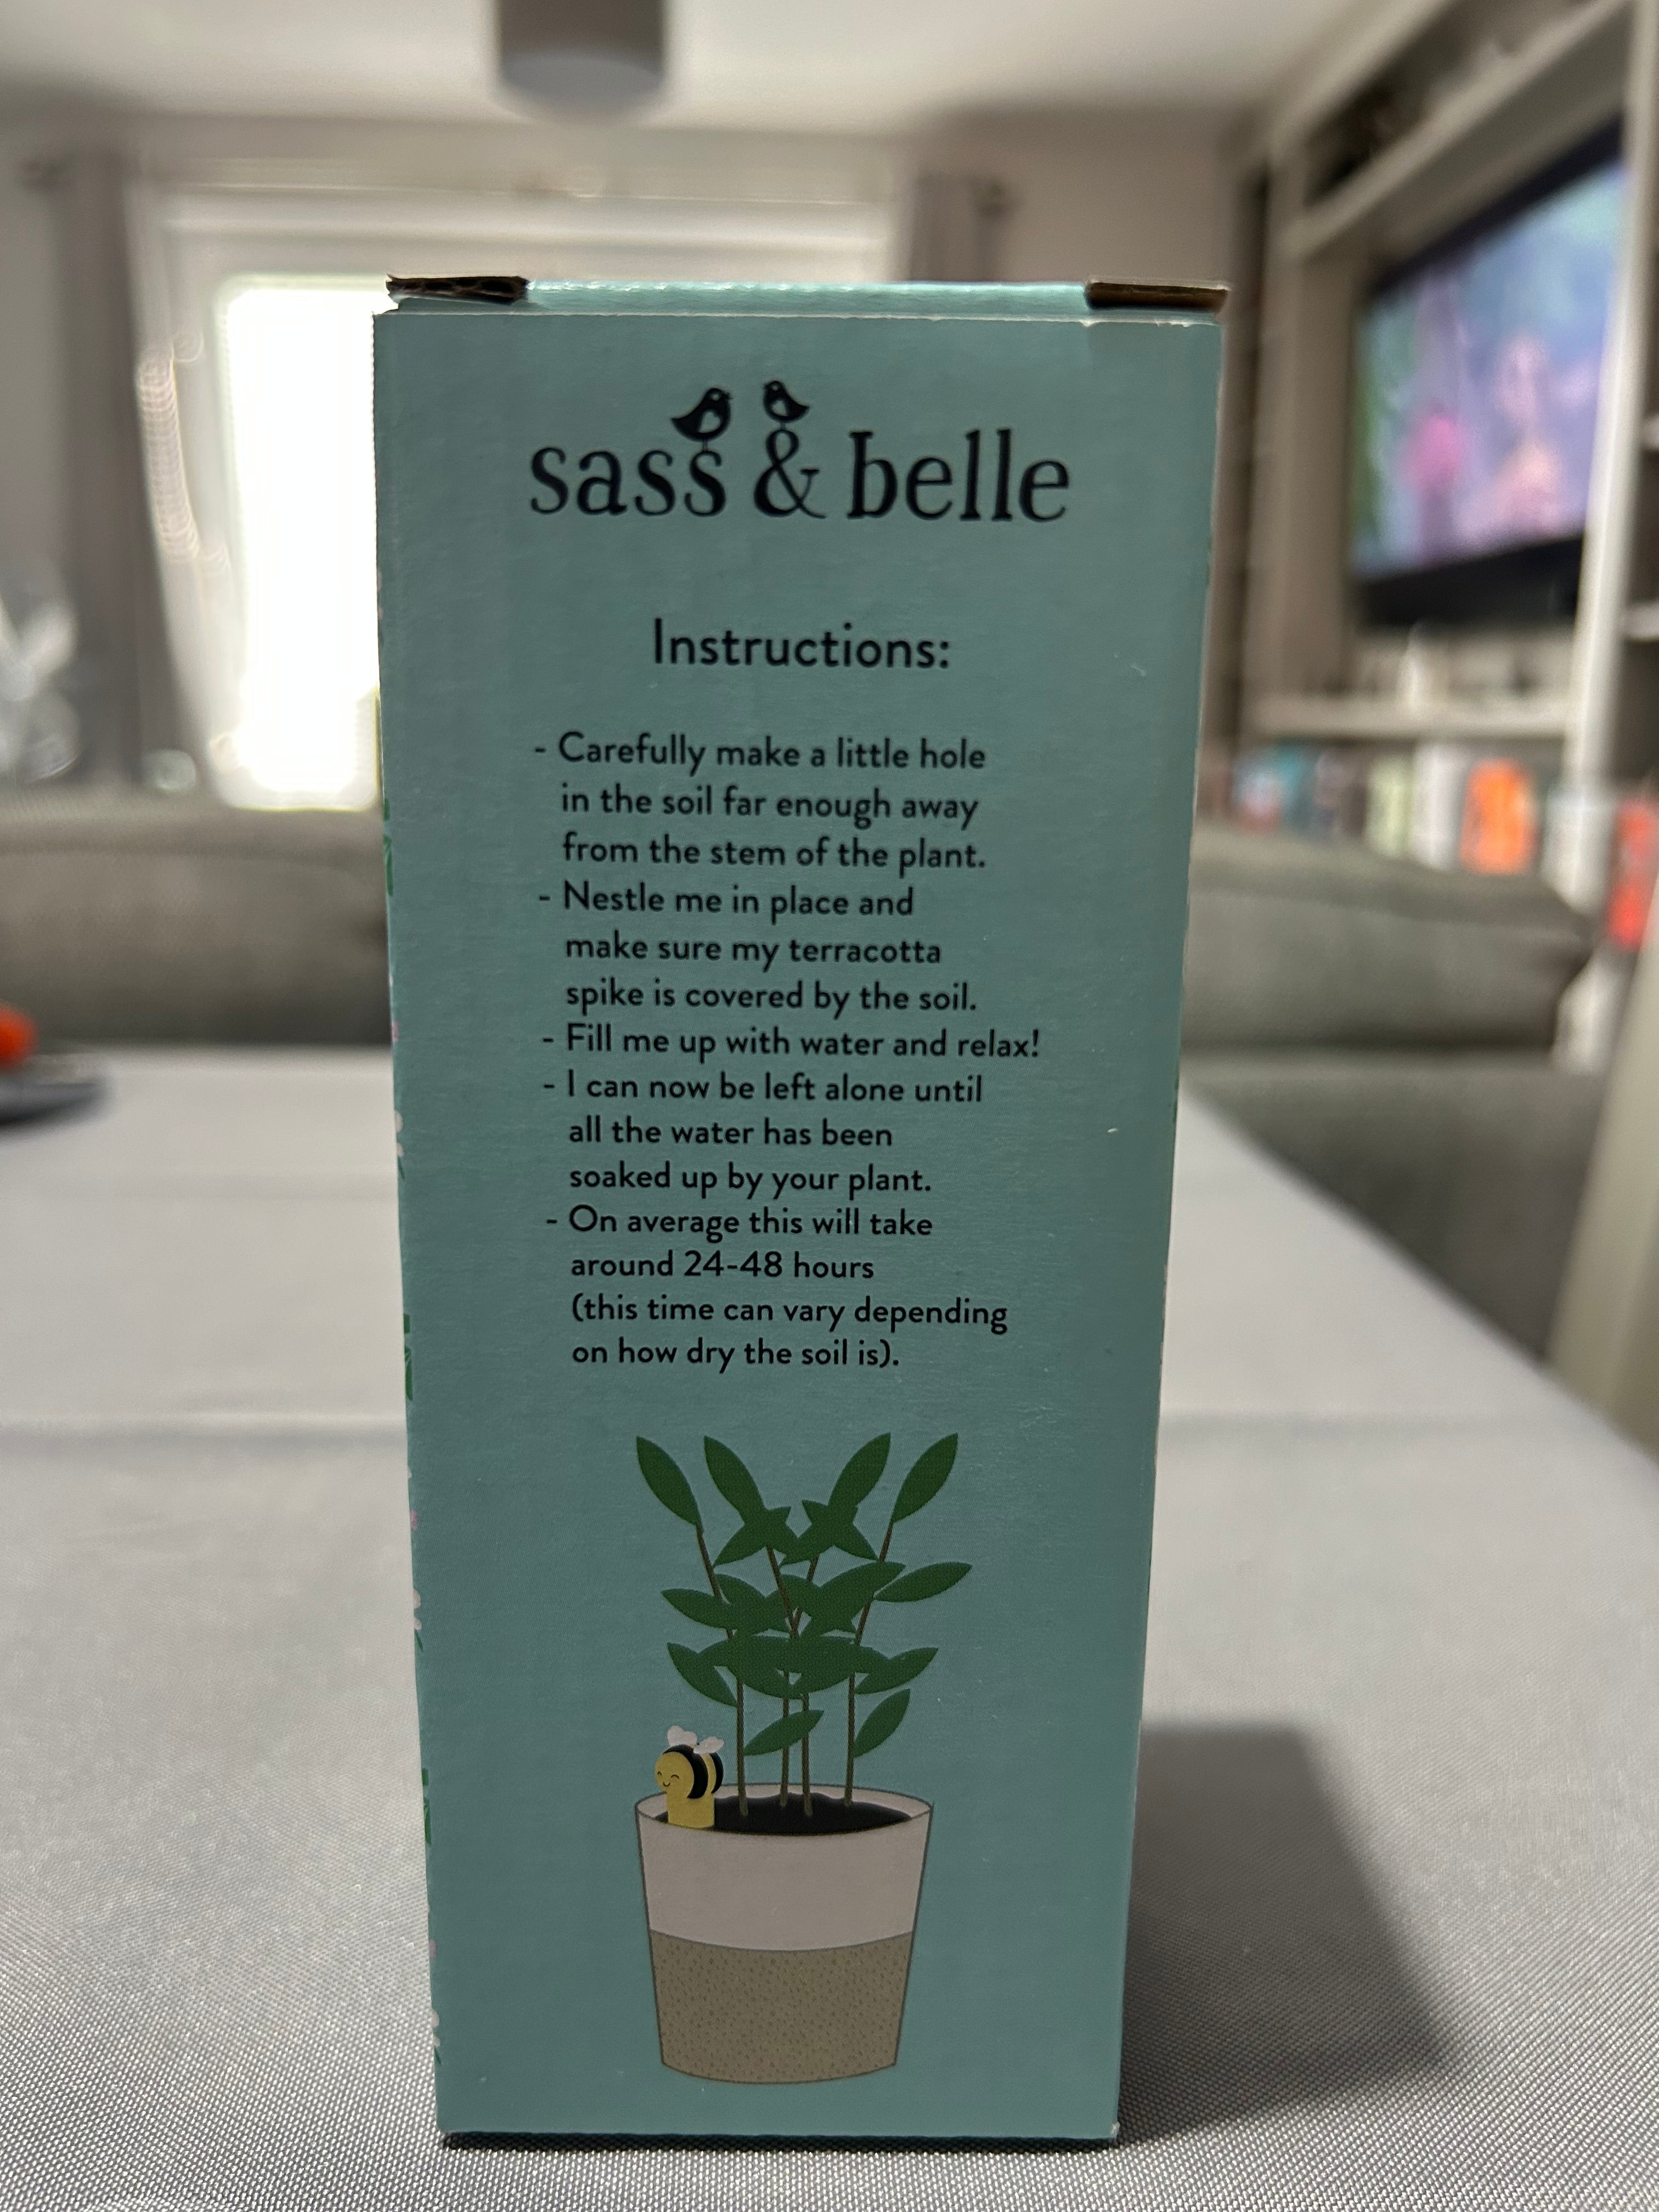 sass & belle
Instructions:
- Carefully make a little hole
in the soil far enough away
from the stem of the plant.
- Nestle me in place and
make sure my terracotta
spike is covered by the soil.
- Fill me up with water and relax!
- I can now be left alone until
all the water has been
soaked up by your plant.
- On average this will take
around 24-48 hours
(this time can vary depending
on how dry the soil is).